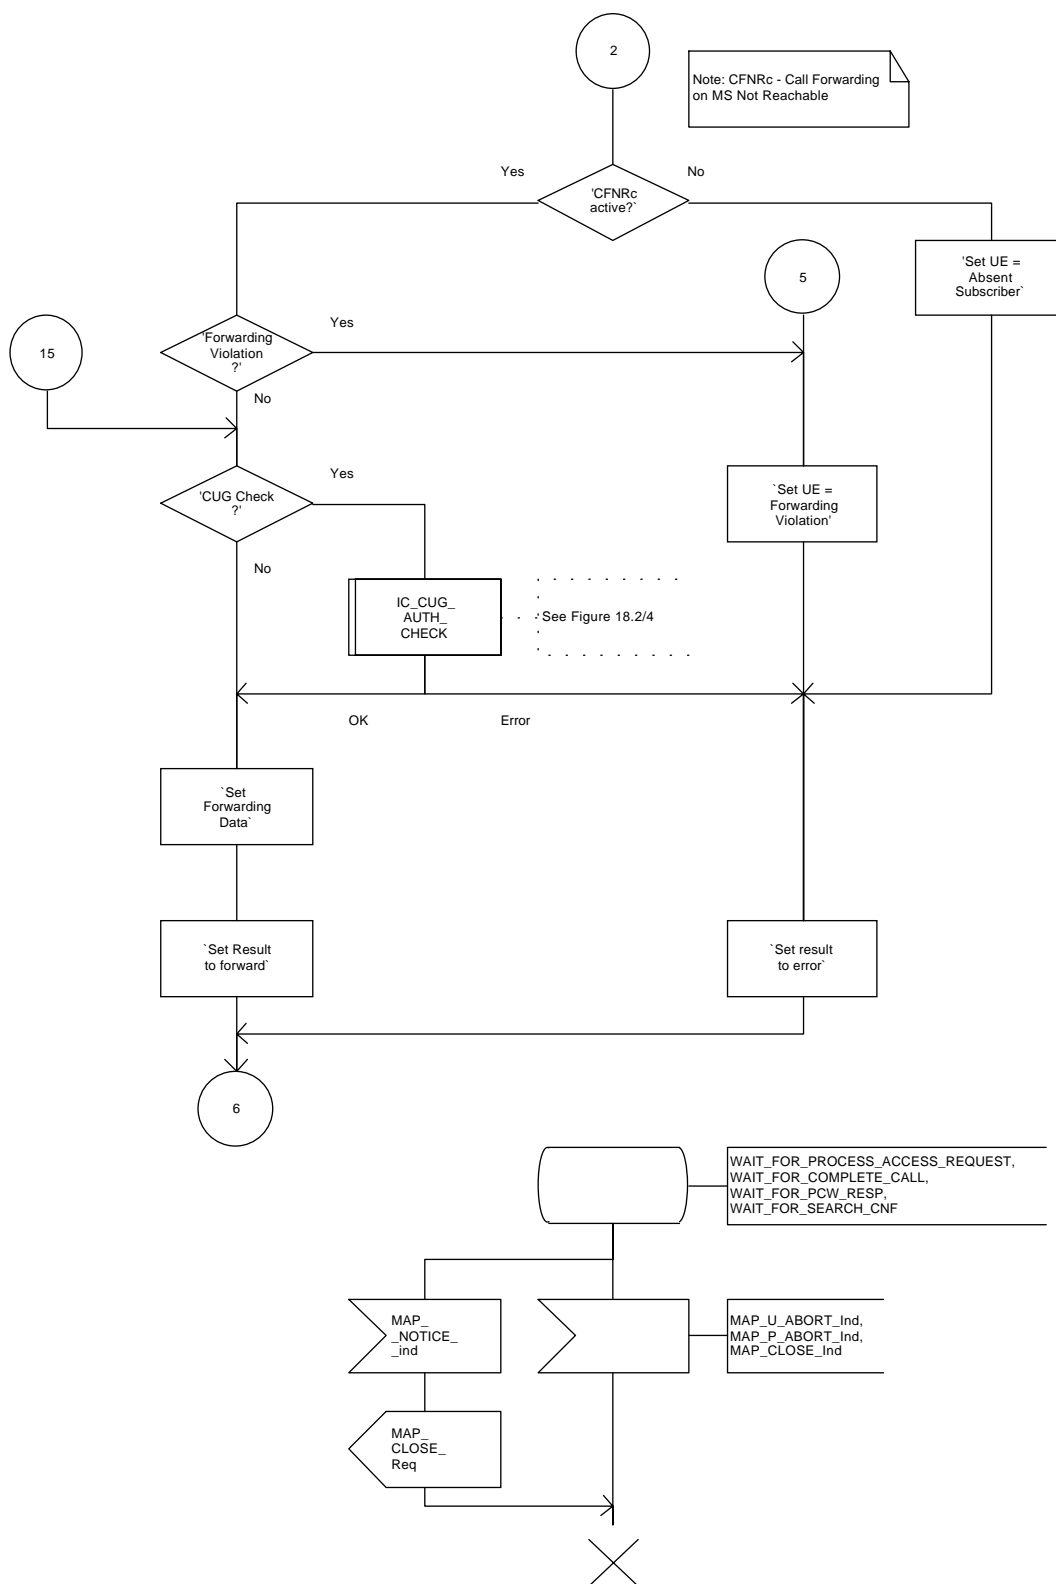 2
Note: CFNRc - Call Forwarding
on MS Not Reachable
Yes
No
'CFNRc
active?`
5
'Set UE =
Absent
Subscriber`
15
'Forwarding
Violation
?'
Yes
No
'CUG Check
?'
Yes
`Set UE =
Forwarding
Violation'
No
IC_CUG_
AUTH_
CHECK
See Figure 18.2/4
OK
Error
`Set
Forwarding
Data`
`Set Result
to forward`
`Set result
to error`
6
WAIT_FOR_PROCESS_ACCESS_REQUEST,
WAIT_FOR_COMPLETE_CALL,
WAIT_FOR_PCW_RESP,
WAIT_FOR_SEARCH_CNF
MAP_
_NOTICE_
_ind
MAP_U_ABORT_Ind,
MAP_P_ABORT_Ind,
MAP_CLOSE_Ind
MAP_
CLOSE_
Req